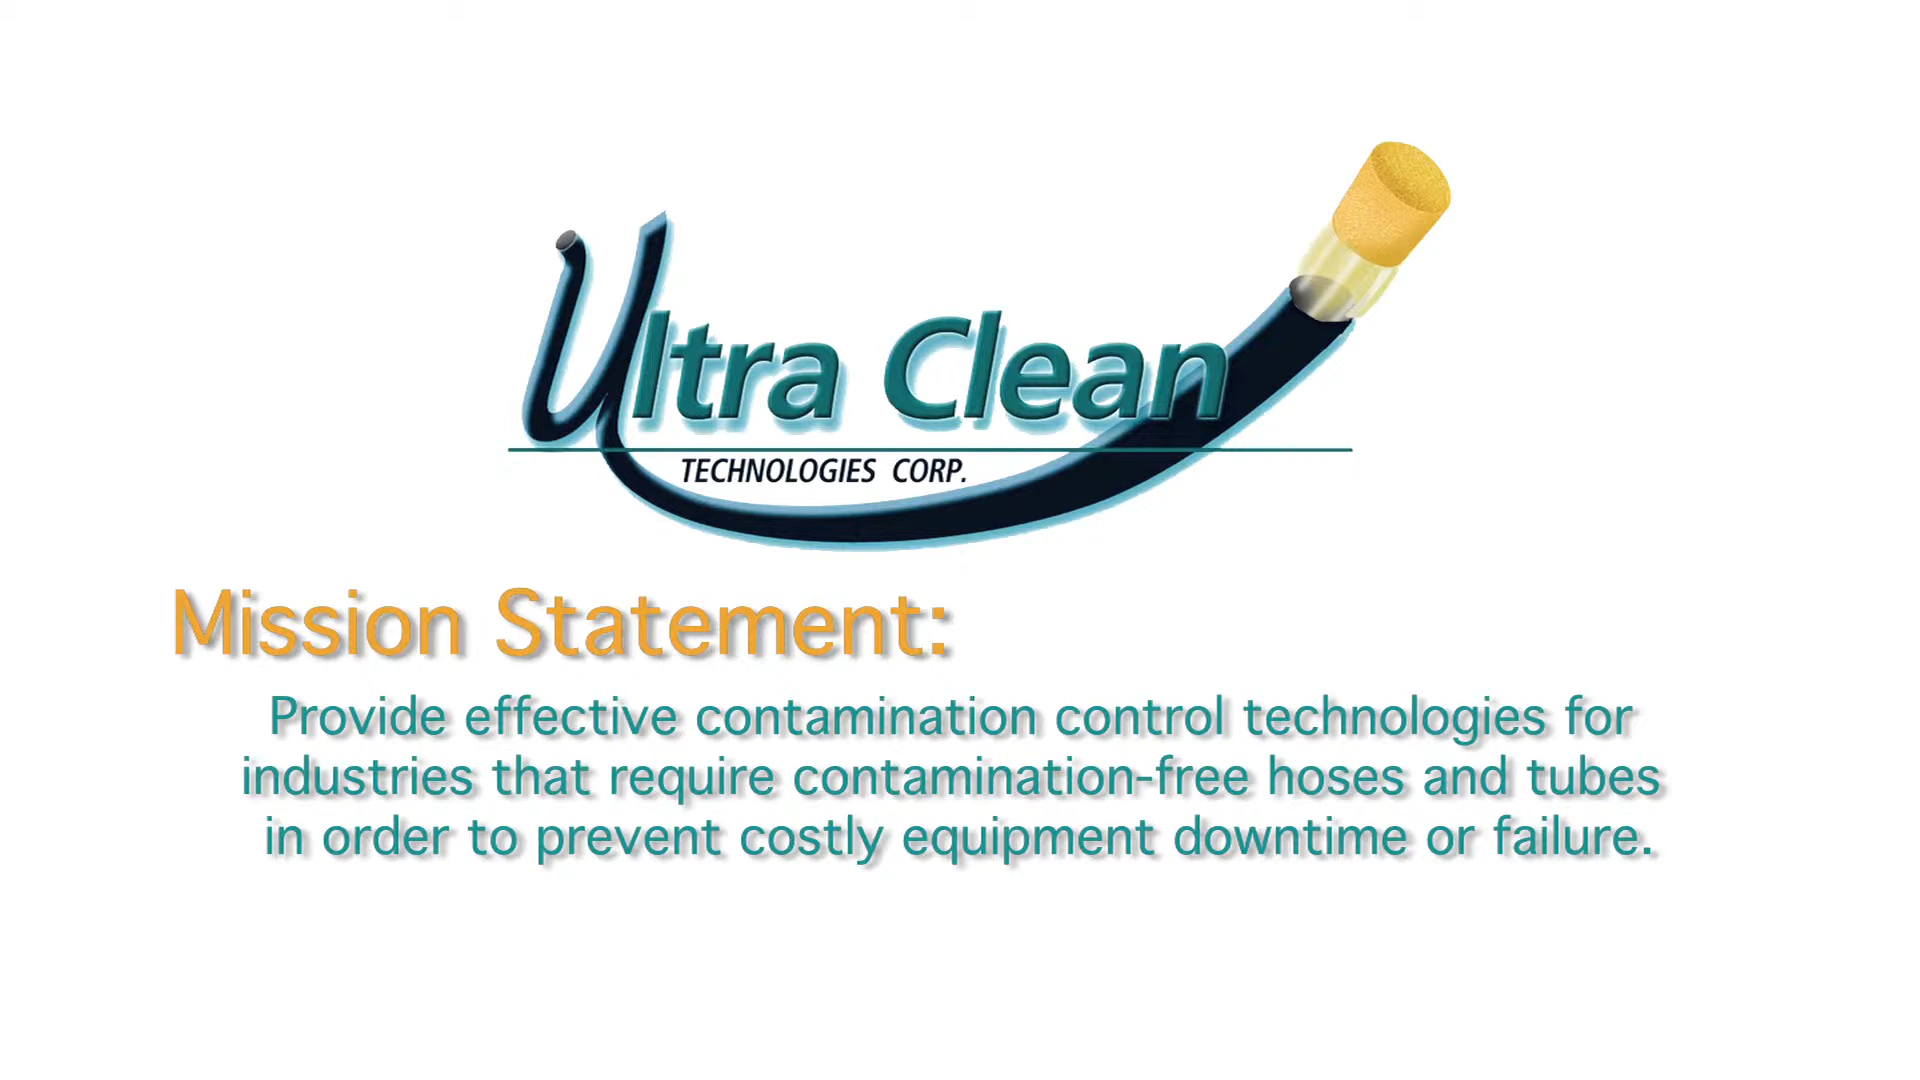 Ultra Clean
TECHNOLOGIES CORP.
Mission Statement:
Provide effective contamination control technologies for
industries that require contamination-free hoses and tubes
in order to prevent costly equipment downtime or failure.